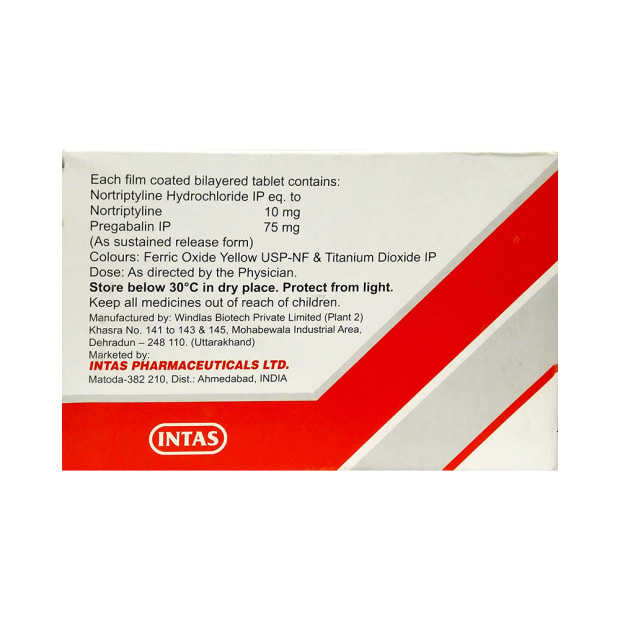 Each film coated bilayered tablet contains:
Nortriptyline Hydrochloride IP eq. to
Nortriptyline 10 mg
Pregabalin IP 75 mg
(As sustained release form)
Colours: Ferric Oxide Yellow USP-NF & Titanium Dioxide IP
Dose: As directed by the Physician.
Store below 30°C in dry place. Protect from light.
Keep all medicines out of reach of children.
Manufactured by: Windlas Biotech Private Limited (Plant 2)
Khasra No. 141 to 143 & 145, Mohabewala Industrial Area,
Dehradun – 248 110. (Uttarakhand)
Marketed by:
INTAS PHARMACEUTICALS LTD.
Matoda-382 210, Dist.: Ahmedabad, INDIA
INTAS